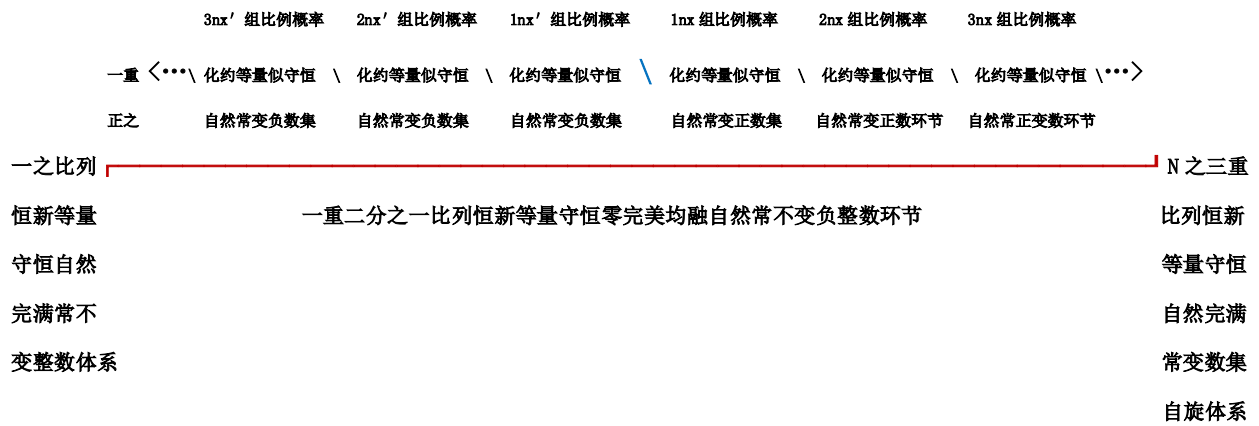 3nx′组比例概率 2nx′组比例概率 1nx′组比例概率 1nx组比例概率 2nx组比例概率 3nx组比例概率
一重〈…\ 化约等量似守恒 \ 化约等量似守恒 \ 化约等量似守恒 \ 化约等量似守恒 \ 化约等量似守恒 \ 化约等量似守恒 \…〉
正之 自然常变负数集 自然常变负数集 自然常变负数集 自然常变正数集 自然常变正数环节 自然常正变数环节
一之比列 N之三重
恒新等量 一重二分之一比列恒新等量守恒零完美均融自然常不变负整数环节 比列恒新
守恒自然 等量守恒
完满常不 自然完满
变整数体系 常变数集
自旋体系